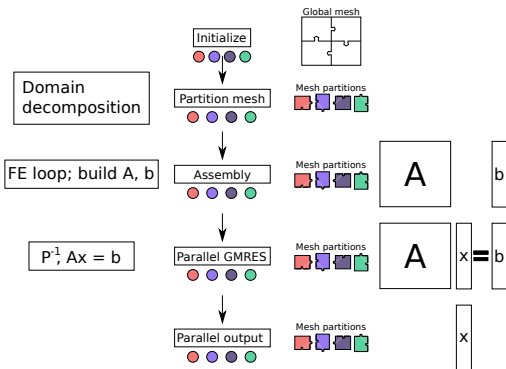 Global mesh
Initialize
Domain
decomposition
Partition mesh
Mesh partitions
FE loop; build A, b
Assembly
Mesh partitions
A
b
P⁻¹, Ax = b
Parallel GMRES
Mesh partitions
A
x
=
b
Parallel output
Mesh partitions
x